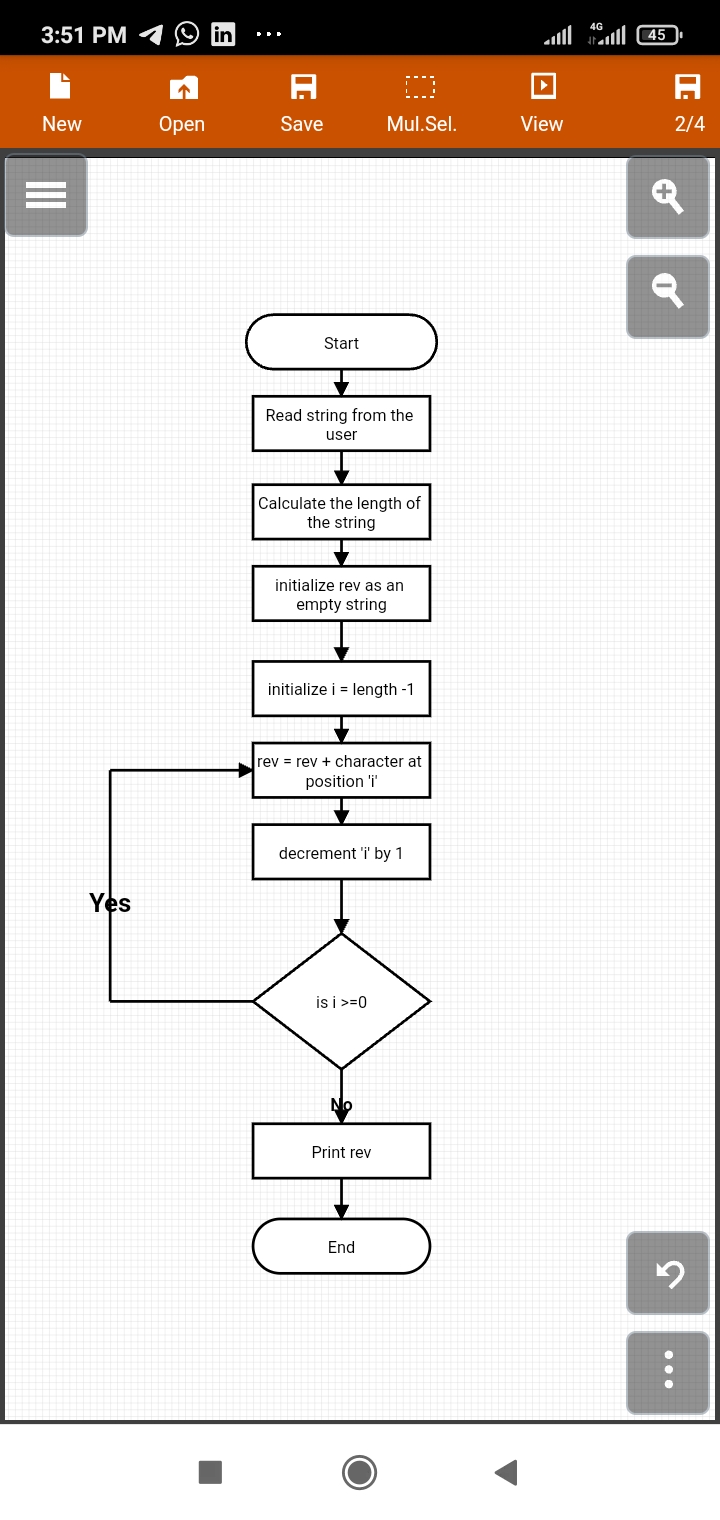 3:51 PM
4G
45
New
Open
Save
Mul.Sel.
View
2/4
Start
Read string from the
user
Calculate the length of
the string
initialize rev as an
empty string
initialize i = length -1
rev = rev + character at
position 'i'
decrement 'i' by 1
Yes
is i >=0
No
Print rev
End